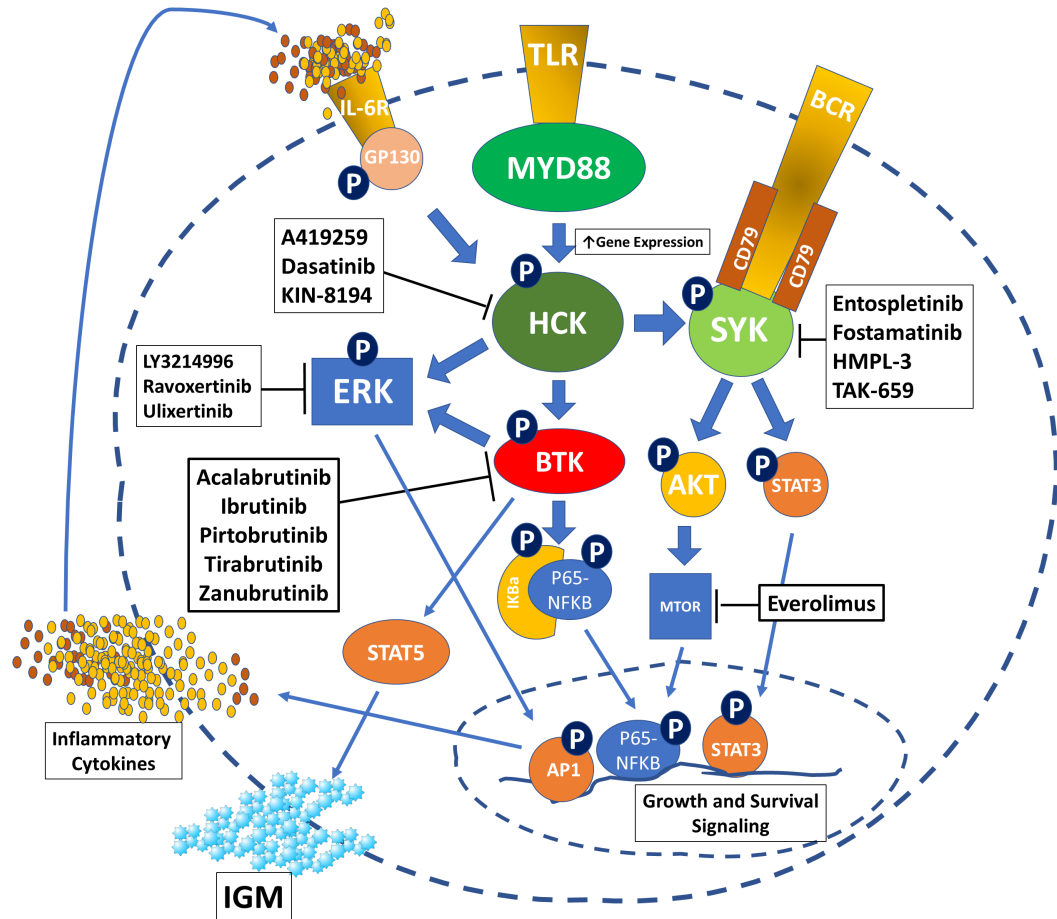 TLR
BCR
IL-6R
GP130
P
MYD88
CD79
CD79
↑Gene Expression
A419259
Dasatinib
KIN-8194
P
HCK
P
SYK
Entospletinib
Fostamatinib
HMPL-3
TAK-659
LY3214996
Ravoxertinib
Ulixertinib
P
ERK
P
BTK
Acalabrutinib
Ibrutinib
Pirtobrutinib
Tirabrutinib
Zanubrutinib
P
AKT
P
STAT3
P
P
IKBa
P65-
NFKB
MTOR
Everolimus
STAT5
Inflammatory
Cytokines
P
AP1
P
P65-
NFKB
P
STAT3
Growth and Survival
Signaling
IGM